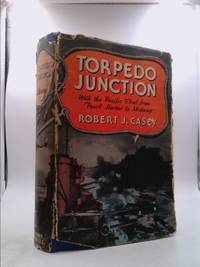 TORPEDO
JUNCTION
With the Pacific Fleet from
Pearl Harbor to Midway
ROBERT J. CASEY